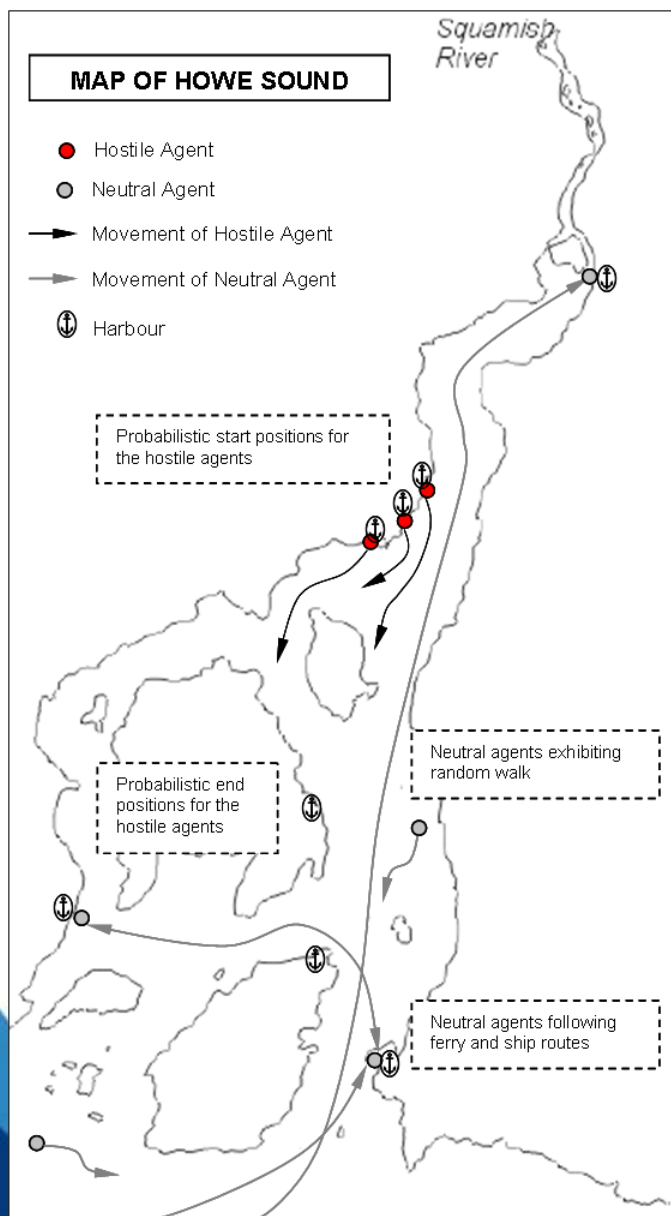 Squamish
River
MAP OF HOWE SOUND
Hostile Agent
Neutral Agent
Movement of Hostile Agent
Movement of Neutral Agent
Harbour
Probabilistic start positions for
the hostile agents
Neutral agents exhibiting
random walk
Probabilistic end
positions for the
hostile agents
Neutral agents following
ferry and ship routes